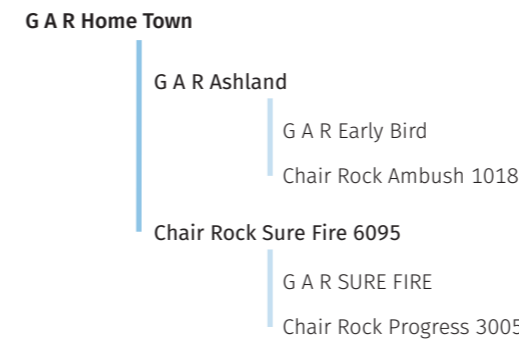 G A R Home Town
G A R Ashland
G A R Early Bird
Chair Rock Ambush 1018
Chair Rock Sure Fire 6095
G A R SURE FIRE
Chair Rock Progress 3005